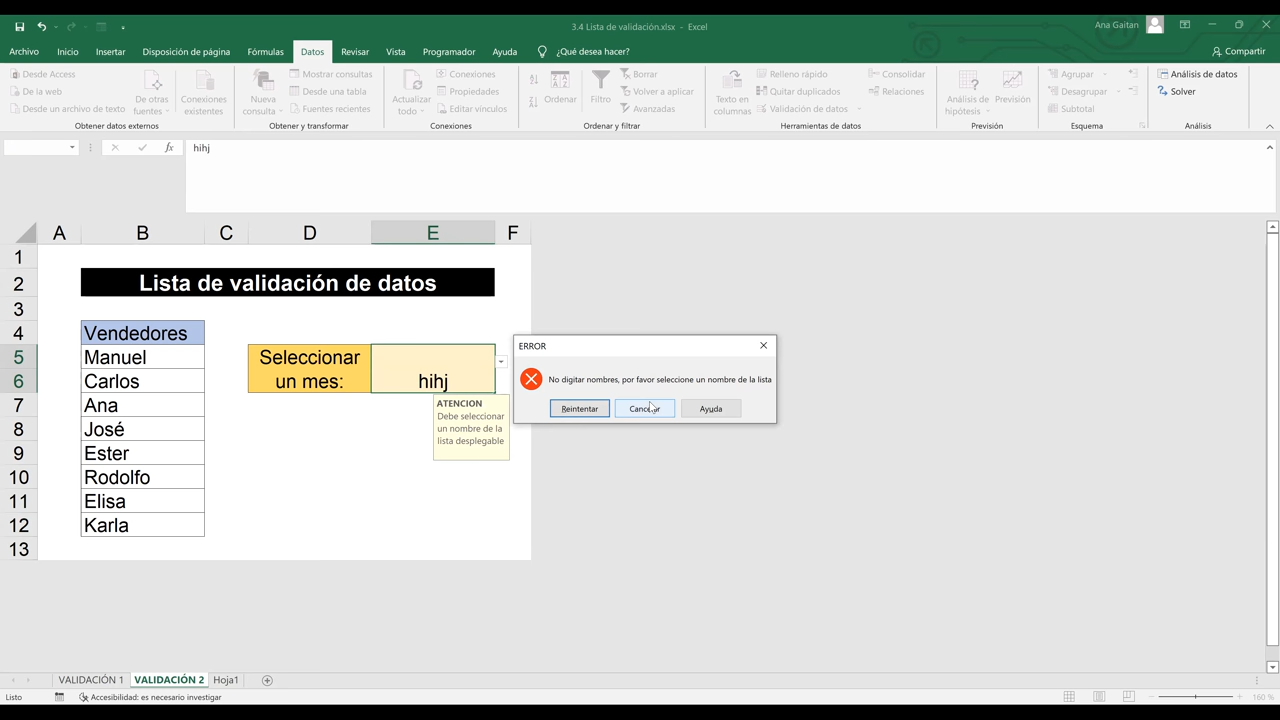 3.4 Lista de validación.xlsx - Excel
Ana Gaitan
Archivo Inicio Insertar Disposición de página Fórmulas Datos Revisar Vista Programador Ayuda ¿Qué desea hacer? Compartir
Desde Access
De la web
Desde un archivo de texto
De otras fuentes
Conexiones existentes
Obtener datos externos
Nueva consulta
Mostrar consultas
Desde una tabla
Fuentes recientes
Obtener y transformar
Actualizar todo
Conexiones
Propiedades
Editar vínculos
Conexiones
Ordenar
Filtro
Borrar
Volver a aplicar
Avanzadas
Ordenar y filtrar
Texto en columnas
Relleno rápido
Quitar duplicados
Validación de datos
Consolidar
Relaciones
Herramientas de datos
Análisis de hipótesis
Previsión
Previsión
Agrupar
Desagrupar
Subtotal
Esquema
Análisis de datos
Solver
Análisis
fx hihj
A B C D E F
1
2 Lista de validación de datos
3
4 Vendedores
5 Manuel Seleccionar
6 Carlos un mes: hihj
7 Ana
8 José
9 Ester
10 Rodolfo
11 Elisa
12 Karla
13
ATENCION
Debe seleccionar
un nombre de la
lista desplegable
ERROR
No digitar nombres, por favor seleccione un nombre de la lista
Reintentar Cancelar Ayuda
VALIDACIÓN 1 VALIDACIÓN 2 Hoja1
Listo Accesibilidad: es necesario investigar 160 %